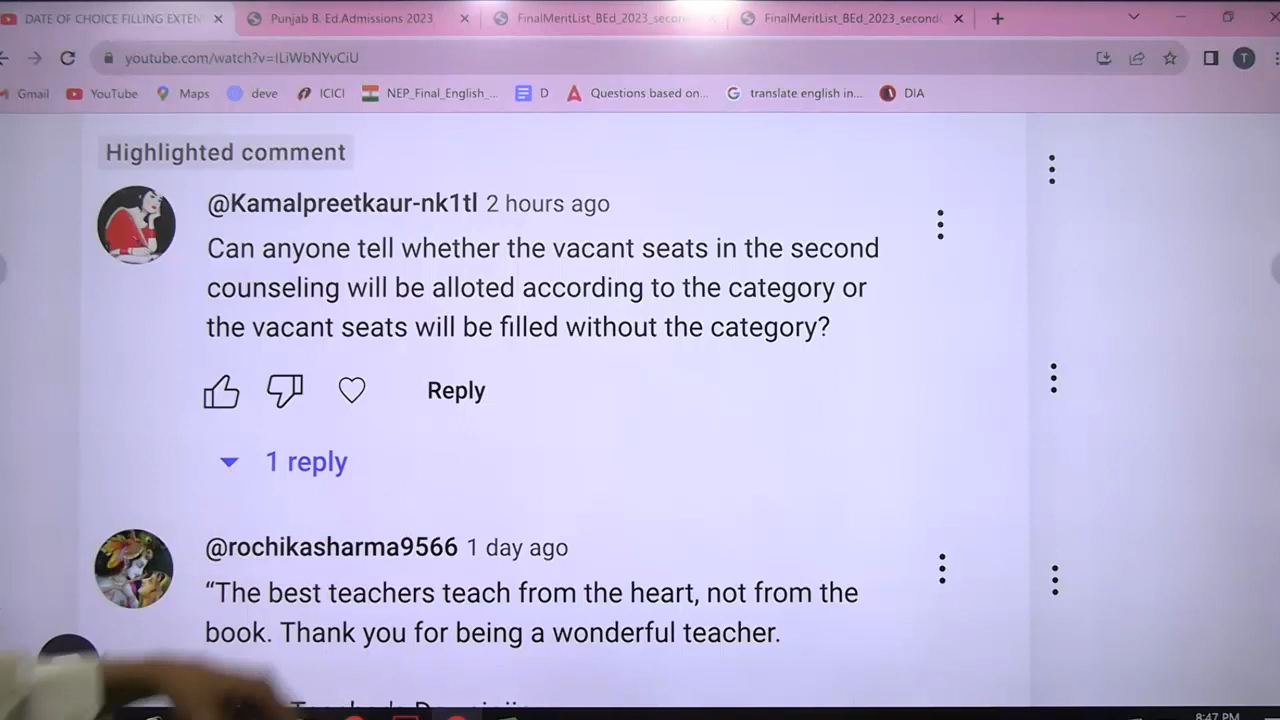 DATE OF CHOICE FILLING EXTEN
Punjab B. Ed.Admissions 2023
FinalMeritList_BEd_2023_secon
FinalMeritList_BEd_2023_second
youtube.com/watch?v=ILiWbNYvCiU
T
Gmail
YouTube
Maps
deve
ICICI
NEP_Final_English_...
D
Questions based on...
translate english in...
DIA
Highlighted comment
@Kamalpreetkaur-nk1tl 2 hours ago
Can anyone tell whether the vacant seats in the second
counseling will be alloted according to the category or
the vacant seats will be filled without the category?
Reply
1 reply
@rochikasharma9566 1 day ago
“The best teachers teach from the heart, not from the
book. Thank you for being a wonderful teacher.
8:47 PM